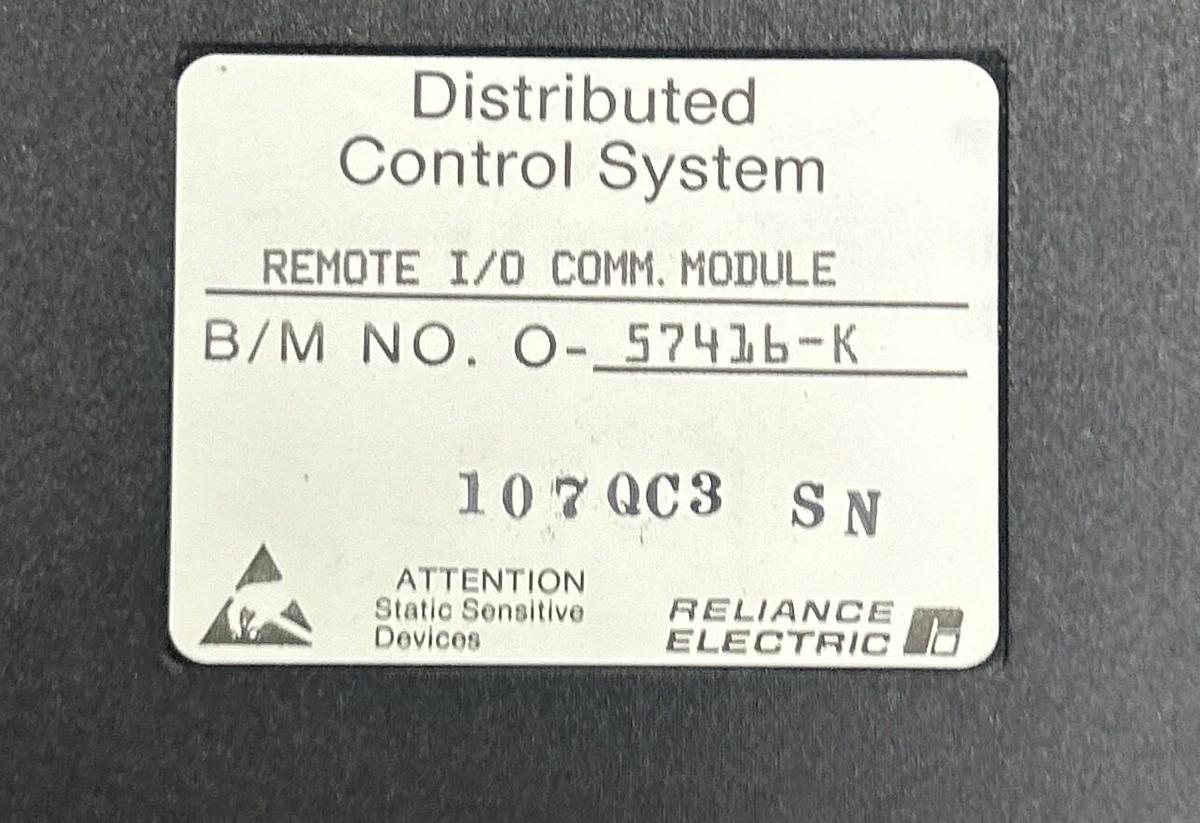 Distributed
Control System
REMOTE I/O COMM. MODULE
B/M NO. O- 57416-K
107QC3 SN
ATTENTION
Static Sensitive
Devices
RELIANCE
ELECTRIC